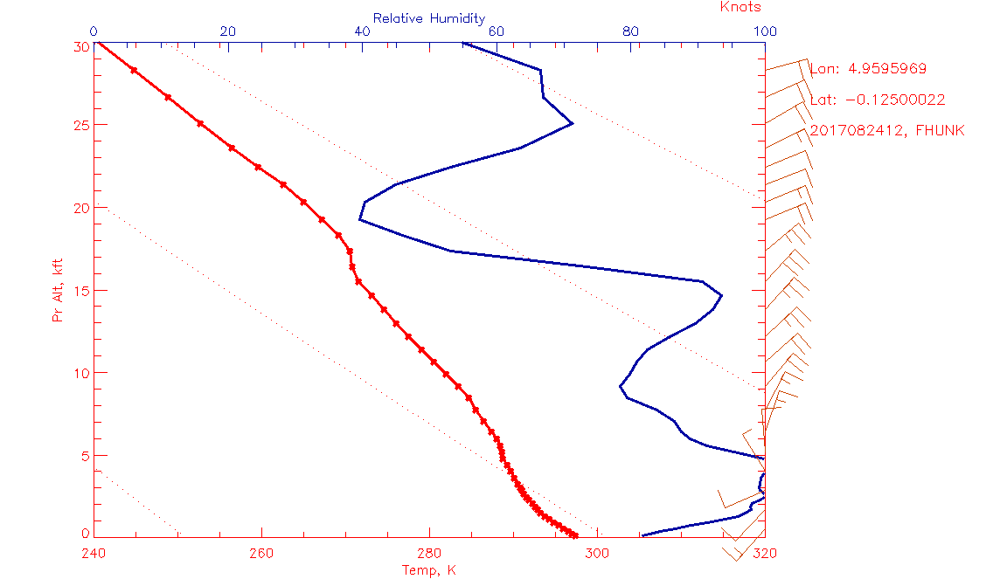 Knots
Relative Humidity
0 20 40 60 80 100
30
Lon: 4.9595969
Lat: -0.12500022
25
2017082412, FHUNK
20
Pr Alt, kft
15
10
5
0
240 260 280 300 320
Temp, K